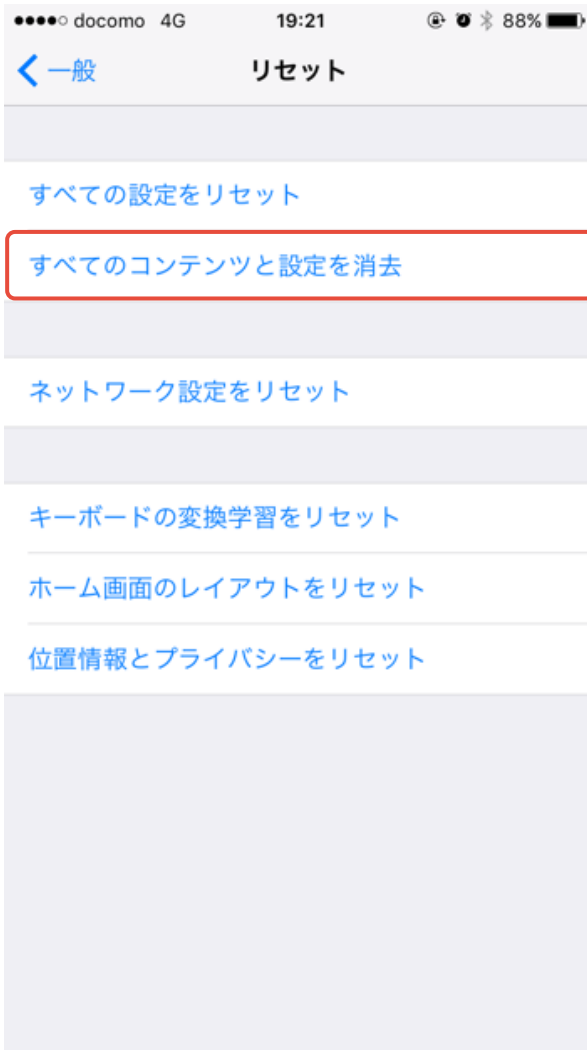 docomo 4G 19:21 88%
一般 リセット
すべての設定をリセット
すべてのコンテンツと設定を消去
ネットワーク設定をリセット
キーボードの変換学習をリセット
ホーム画面のレイアウトをリセット
位置情報とプライバシーをリセット